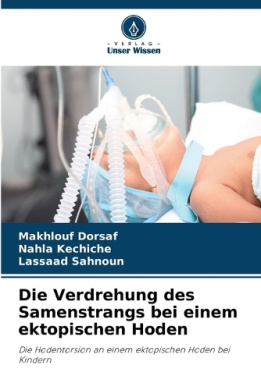 VERLAG
Unser Wissen
Makhlouf Dorsaf
Nahla Kechiche
Lassaad Sahnoun
Die Verdrehung des
Samenstrangs bei einem
ektopischen Hoden
Die Hodentorsion an einem ektopischen Hoden bei
Kindern